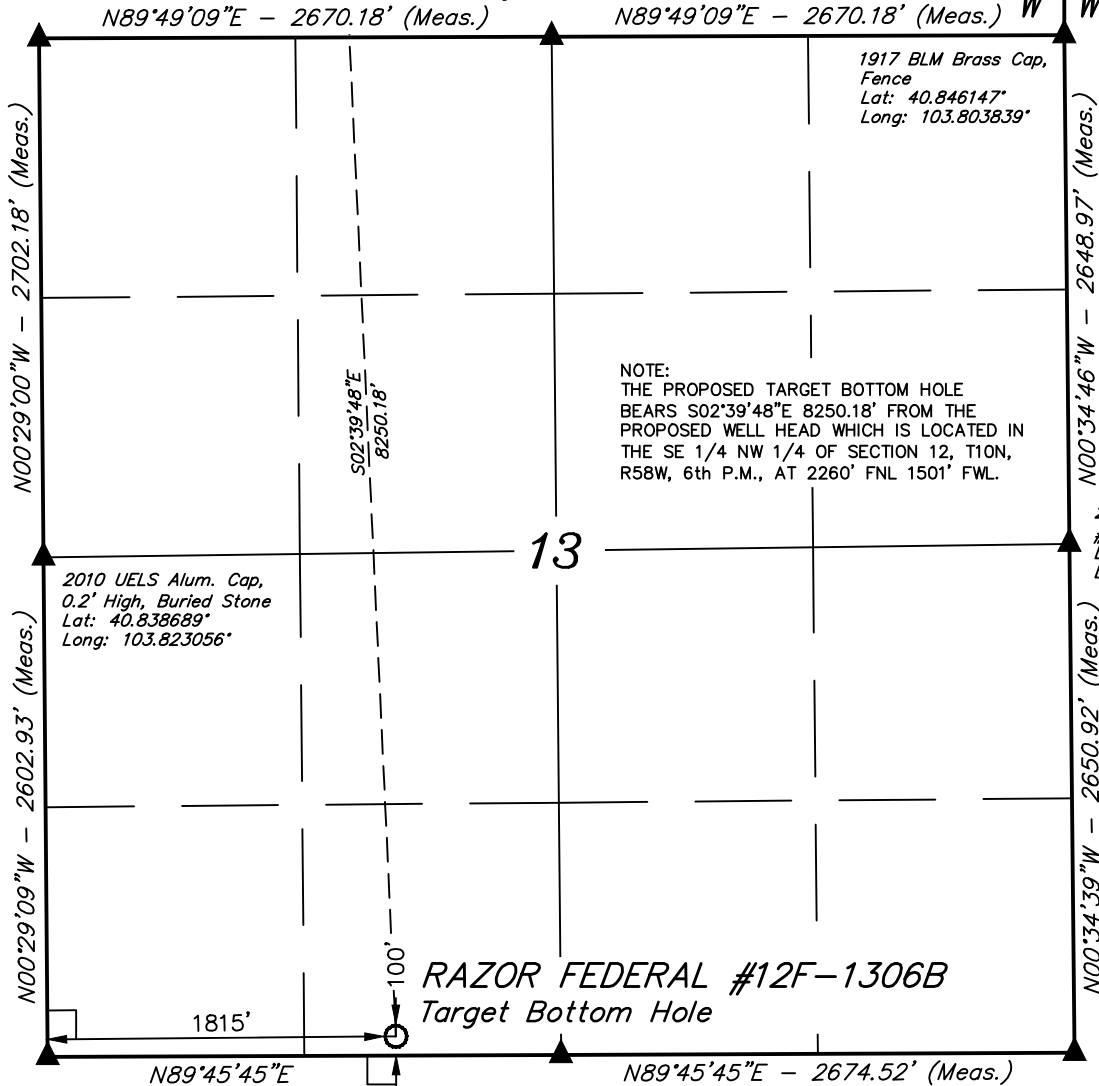 N89°49'09"E - 2670.18' (Meas.)
N89°49'09"E - 2670.18' (Meas.)
W
W
1917 BLM Brass Cap,
Fence
Lat: 40.846147°
Long: 103.803839°
N00°29'00"W - 2702.18' (Meas.)
N00°34'46"W - 2648.97' (Meas.)
S02°39'48"E
8250.18'
NOTE:
THE PROPOSED TARGET BOTTOM HOLE
BEARS S02°39'48"E 8250.18' FROM THE
PROPOSED WELL HEAD WHICH IS LOCATED IN
THE SE 1/4 NW 1/4 OF SECTION 12, T10N,
R58W, 6th P.M., AT 2260' FNL 1501' FWL.
13
2010 UELS Alum. Cap,
0.2' High, Buried Stone
Lat: 40.838689°
Long: 103.823056°
N00°29'09"W - 2602.93' (Meas.)
N00°34'39"W - 2650.92' (Meas.)
100'
RAZOR FEDERAL #12F-1306B
Target Bottom Hole
1815'
N89°45'45"E
N89°45'45"E - 2674.52' (Meas.)